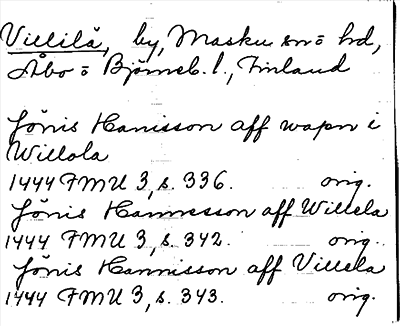 Villilä, by, Masku sn o hd,
Åbo o Björneb. l., Finland
Jönis Hanisson aff wapn i
Willola
1444 FMU 3, s. 336. orig.
Jönis Hannesson aff Willela
1444 FMU 3, s. 342. orig.
Jönis Hannisson aff Villela
1444 FMU 3, s. 343. orig.